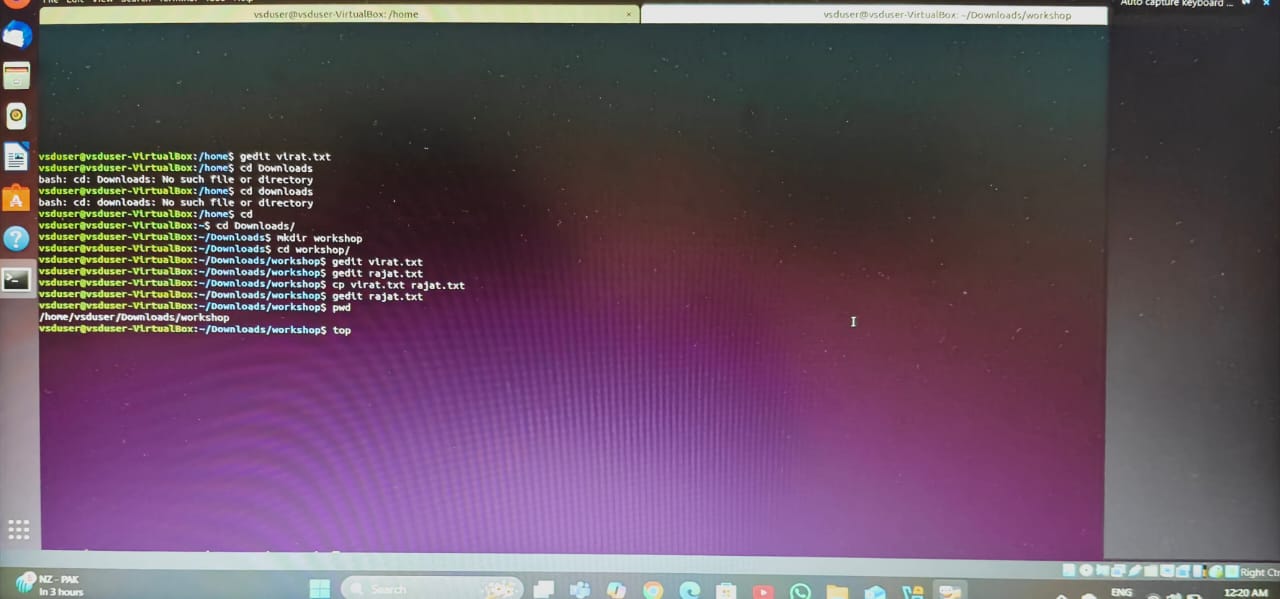 Auto capture keyboard ...
vsduser@vsduser-VirtualBox: /home
vsduser@vsduser-VirtualBox: ~/Downloads/workshop
vsduser@vsduser-VirtualBox:/home$ gedit virat.txt
vsduser@vsduser-VirtualBox:/home$ cd Downloads
bash: cd: Downloads: No such file or directory
vsduser@vsduser-VirtualBox:/home$ cd downloads
bash: cd: downloads: No such file or directory
vsduser@vsduser-VirtualBox:/home$ cd
vsduser@vsduser-VirtualBox:~$ cd Downloads/
vsduser@vsduser-VirtualBox:~/Downloads$ mkdir workshop
vsduser@vsduser-VirtualBox:~/Downloads$ cd workshop/
vsduser@vsduser-VirtualBox:~/Downloads/workshop$ gedit virat.txt
vsduser@vsduser-VirtualBox:~/Downloads/workshop$ gedit rajat.txt
vsduser@vsduser-VirtualBox:~/Downloads/workshop$ cp virat.txt rajat.txt
vsduser@vsduser-VirtualBox:~/Downloads/workshop$ gedit rajat.txt
vsduser@vsduser-VirtualBox:~/Downloads/workshop$ pwd
/home/vsduser/Downloads/workshop
vsduser@vsduser-VirtualBox:~/Downloads/workshop$ top
Right Ctr
NZ - PAK
In 3 hours
Search
ENG
12:20 AM